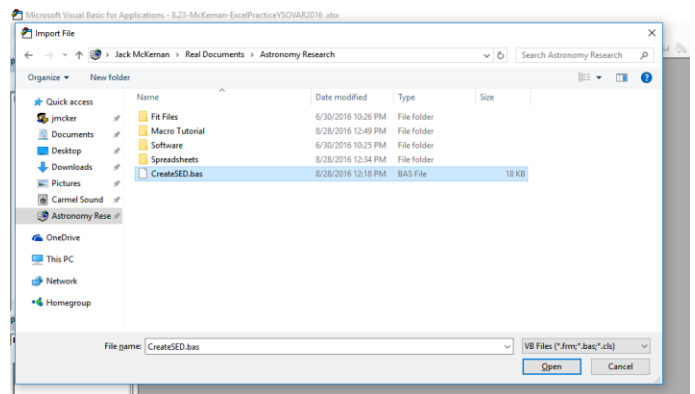 Microsoft Visual Basic for Applications - 8.23-McKernan-ExcelPracticeYSOVAR2016 .xlsx
Import File
Jack McKernan > Real Documents > Astronomy Research
Search Astronomy Research
Organize
New folder
Name Date modified Type Size
Quick access
jmcker
Documents
Desktop
Downloads
Pictures
Carmel Sound
Astronomy Rese
OneDrive
This PC
Network
Homegroup
Fit Files 6/30/2016 10:26 PM File folder
Macro Tutorial 8/28/2016 12:49 PM File folder
Software 6/30/2016 10:25 PM File folder
Spreadsheets 8/28/2016 12:34 PM File folder
CreateSED.bas 8/28/2016 12:18 PM BAS File 18 KB
File name: CreateSED.bas
VB Files (*.frm;*.bas;*.cls)
Open Cancel